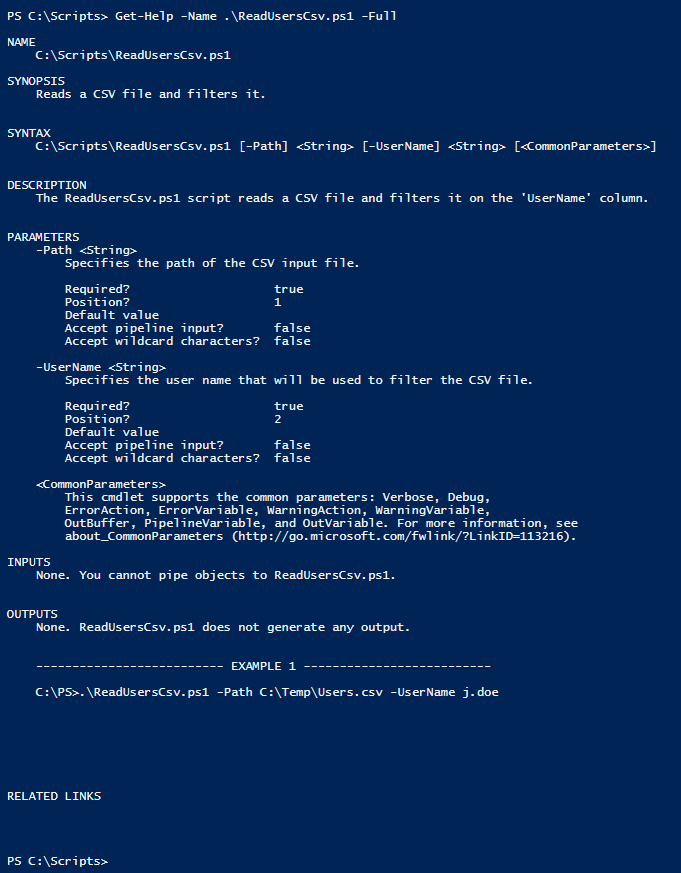 PS C:\Scripts> Get-Help -Name .\ReadUsersCsv.ps1 -Full
NAME
C:\Scripts\ReadUsersCsv.ps1
SYNOPSIS
Reads a CSV file and filters it.
SYNTAX
C:\Scripts\ReadUsersCsv.ps1 [-Path] <String> [-UserName] <String> [<CommonParameters>]
DESCRIPTION
The ReadUsersCsv.ps1 script reads a CSV file and filters it on the 'UserName' column.
PARAMETERS
-Path <String>
Specifies the path of the CSV input file.
Required? true
Position? 1
Default value
Accept pipeline input? false
Accept wildcard characters? false
-UserName <String>
Specifies the user name that will be used to filter the CSV file.
Required? true
Position? 2
Default value
Accept pipeline input? false
Accept wildcard characters? false
<CommonParameters>
This cmdlet supports the common parameters: Verbose, Debug,
ErrorAction, ErrorVariable, WarningAction, WarningVariable,
OutBuffer, PipelineVariable, and OutVariable. For more information, see
about_CommonParameters (http://go.microsoft.com/fwlink/?LinkID=113216).
INPUTS
None. You cannot pipe objects to ReadUsersCsv.ps1.
OUTPUTS
None. ReadUsersCsv.ps1 does not generate any output.
-------------------------- EXAMPLE 1 --------------------------
C:\PS>.\ReadUsersCsv.ps1 -Path C:\Temp\Users.csv -UserName j.doe
RELATED LINKS
PS C:\Scripts>